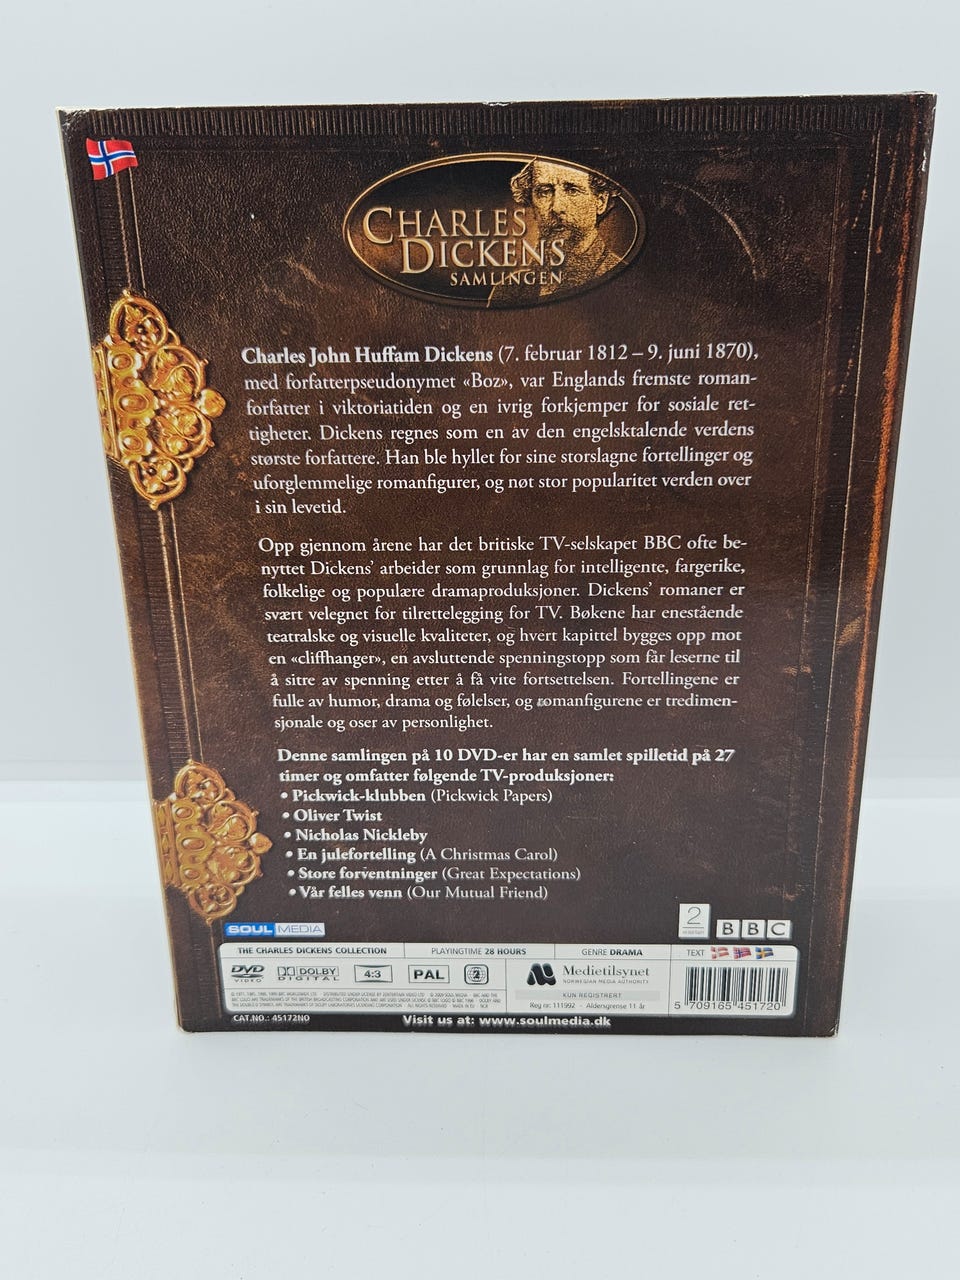 CHARLES
DICKENS
SAMLINGEN
Charles John Huffam Dickens (7. februar 1812 – 9. juni 1870),
med forfatterpseudonymet «Boz», var Englands fremste roman-
forfatter i viktoriatiden og en ivrig forkjemper for sosiale ret-
tigheter. Dickens regnes som en av den engelsktalende verdens
største forfattere. Han ble hyllet for sine storslagne fortellinger og
uforglemmelige romanfigurer, og nøt stor popularitet verden over
i sin levetid.
Opp gjennom årene har det britiske TV-selskapet BBC ofte be-
nyttet Dickens' arbeider som grunnlag for intelligente, fargerike,
folkelige og populære dramaproduksjoner. Dickens' romaner er
svært velegnet for tilrettelegging for TV. Bøkene har enestående
teatralske og visuelle kvaliteter, og hvert kapittel bygges opp mot
en «cliffhanger», en avsluttende spenningstopp som får leserne til
å sitre av spenning etter å få vite fortsettelsen. Fortellingene er
fulle av humor, drama og følelser, og romanfigurene er tredimen-
sjonale og oser av personlighet.
Denne samlingen på 10 DVD-er har en samlet spilletid på 27
timer og omfatter følgende TV-produksjoner:
• Pickwick-klubben (Pickwick Papers)
• Oliver Twist
• Nicholas Nickleby
• En julefortelling (A Christmas Carol)
• Store forventninger (Great Expectations)
• Vår felles venn (Our Mutual Friend)
SOUL MEDIA
2 BBC
THE CHARLES DICKENS COLLECTION PLAYINGTIME 28 HOURS GENRE DRAMA TEXT
DVD VIDEO DOLBY DIGITAL 4:3 PAL 2
Medietilsynet
NORWEGIAN MEDIA AUTHORITY
KUN REGISTRERT
Reg nr: 111992 - Aldersgrense 11 år
5 709165 451720
CAT.NO.: 45172NO
Visit us at: www.soulmedia.dk